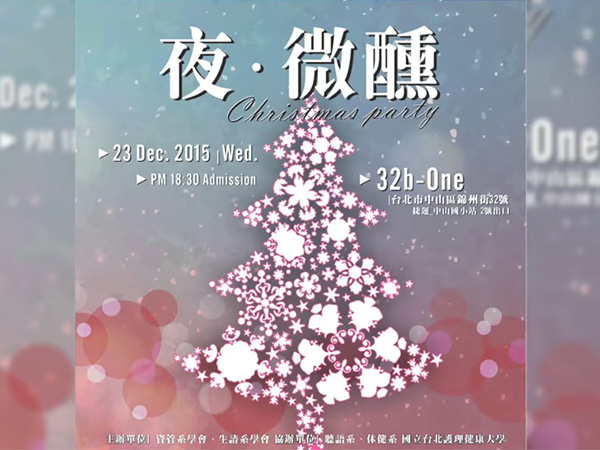 夜·微醺
Christmas party
23 Dec. 2015 | Wed.
PM 18:30 Admission
32b-One
|台北市中山區錦州街32號
捷運_中山國小站 2號出口
主辦單位| 資管系學會、生諮系學會 協辦單位| 聽語系、休健系 國立台北護理健康大學